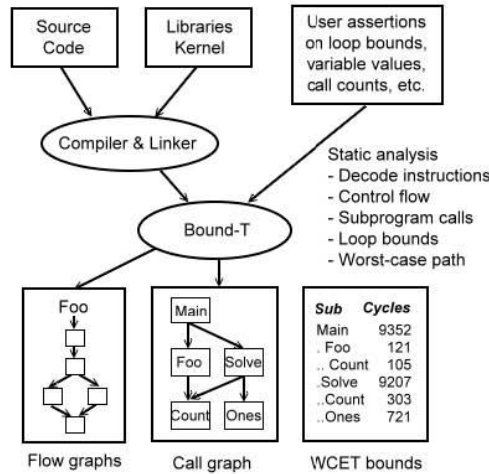 Source
Code
Libraries
Kernel
User assertions
on loop bounds,
variable values,
call counts, etc.
Compiler & Linker
Static analysis
- Decode instructions
- Control flow
- Subprogram calls
- Loop bounds
- Worst-case path
Bound-T
Foo
Main
Foo
Solve
Count
Ones
Sub Cycles
Main 9352
. Foo 121
.. Count 105
.Solve 9207
..Count 303
..Ones 721
Flow graphs
Call graph
WCET bounds